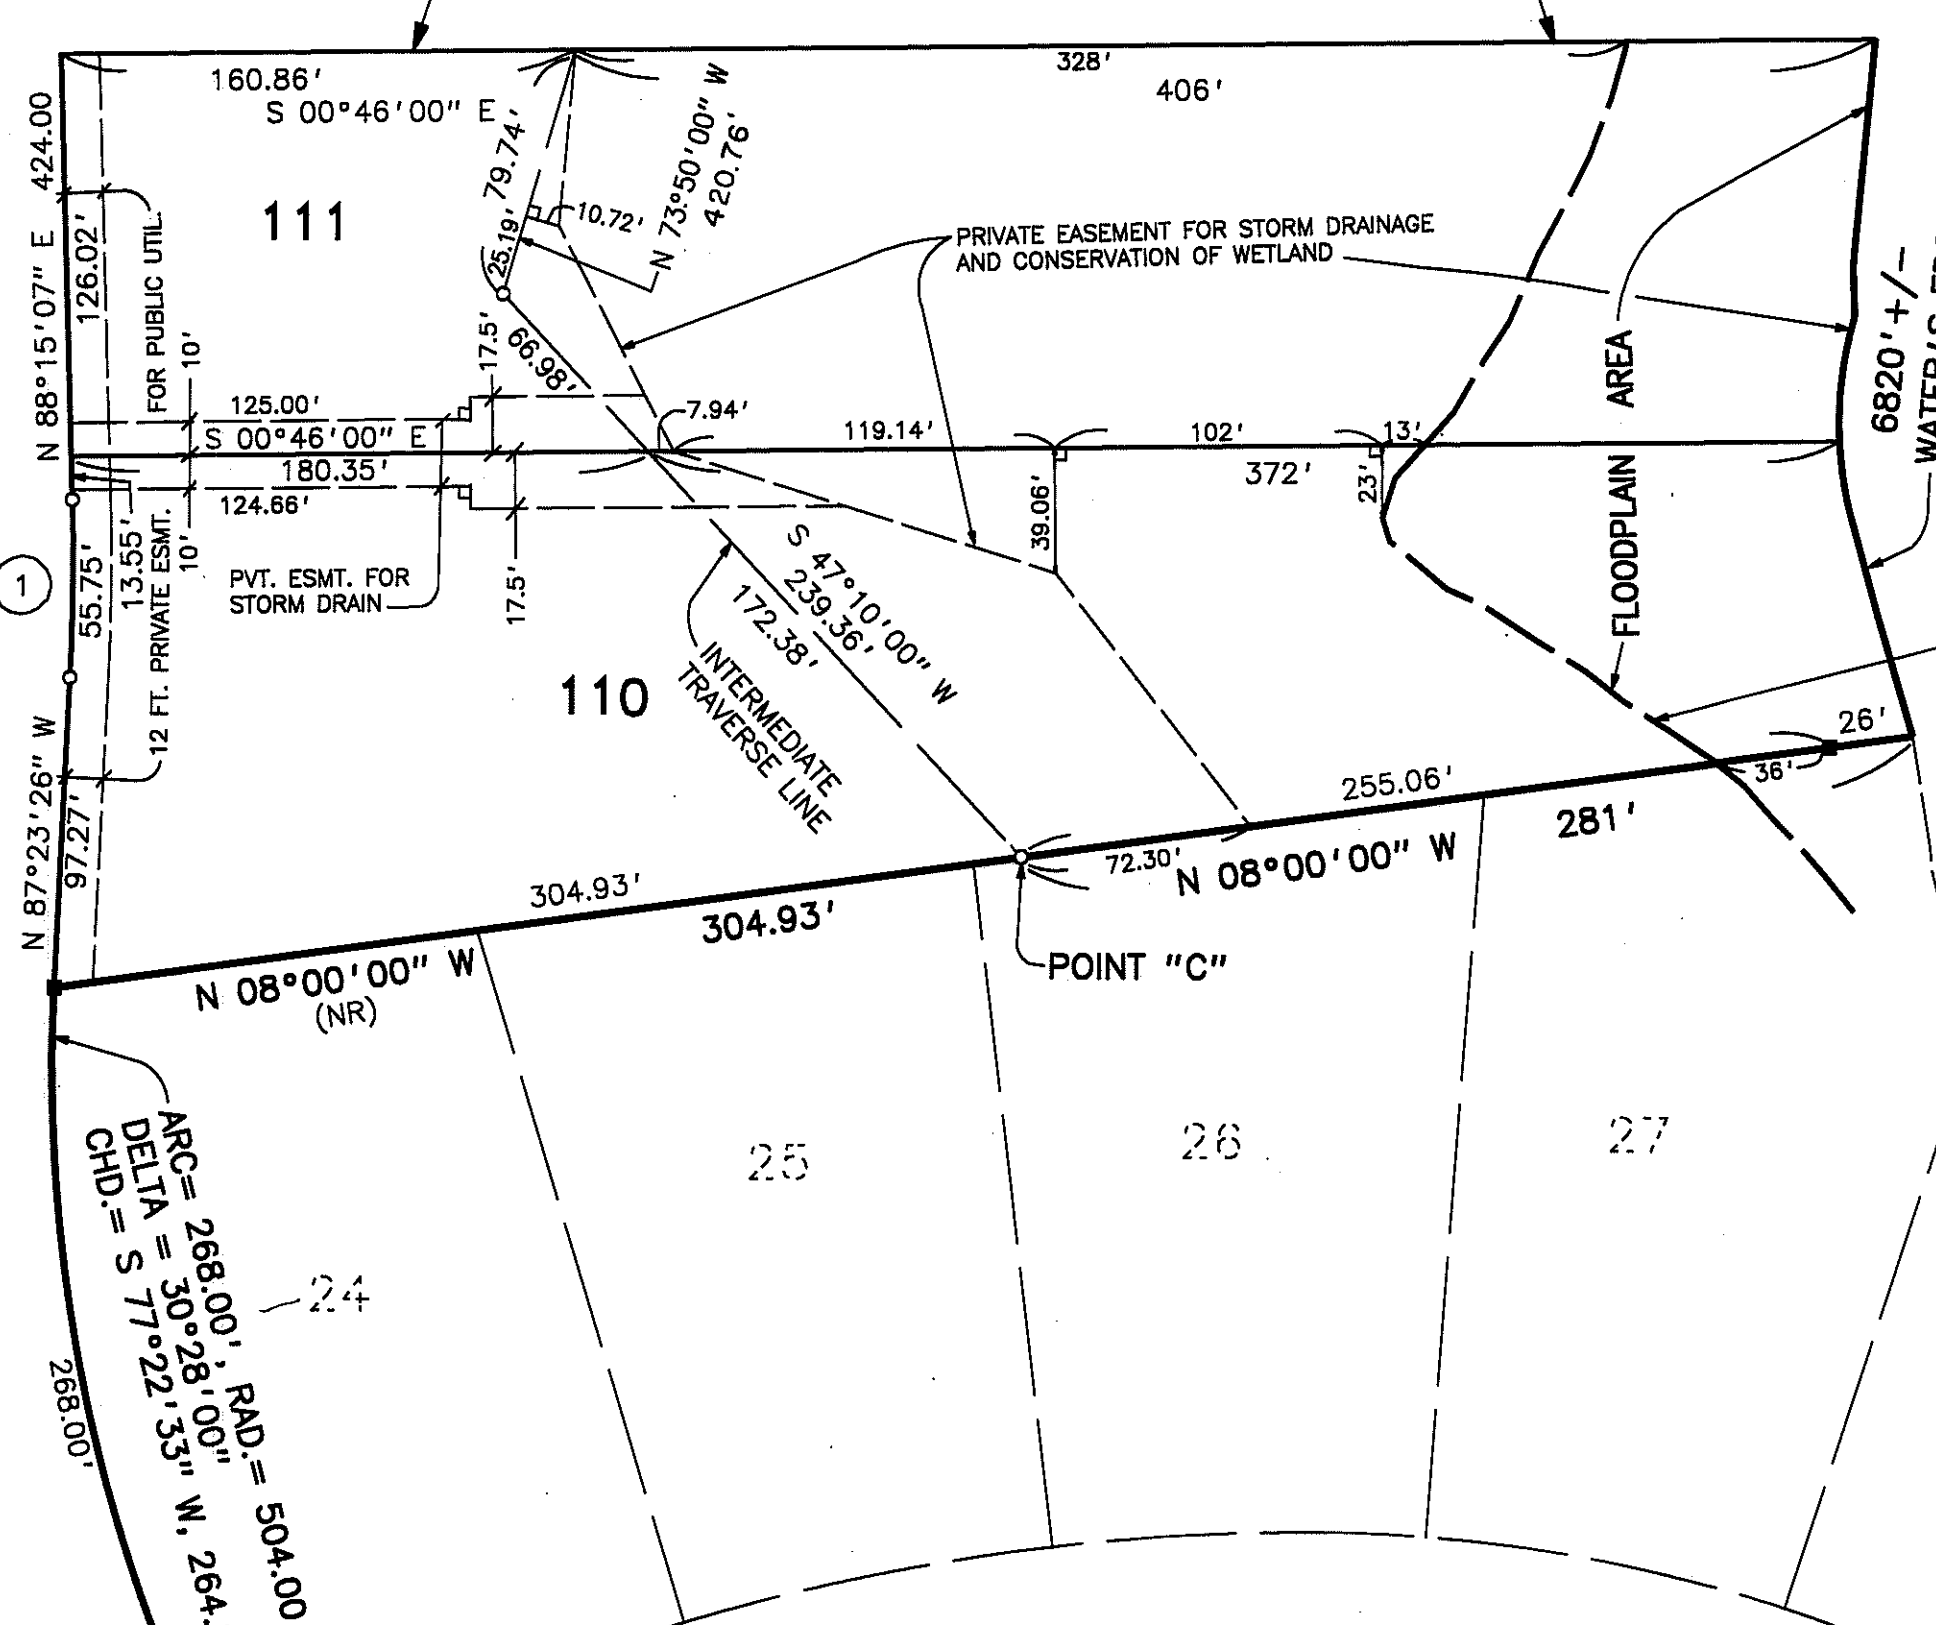 160.86'
S 00°46'00" E
328'
406'
N 88°15'07" E 424.00
126.02'
FOR PUBLIC UTIL.
111
79.74'
25.19'
10.72'
N 73°50'00" W
420.76'
PRIVATE EASEMENT FOR STORM DRAINAGE
AND CONSERVATION OF WETLAND
FLOODPLAIN AREA
6820'+/-
10'
17.5'
66.98'
125.00'
S 00°46'00" E
7.94'
119.14'
102'
13'
180.35'
372'
124.66'
39.06'
23'
1
55.75'
13.55'
12 FT. PRIVATE ESMT.
10'
PVT. ESMT. FOR
STORM DRAIN
17.5'
S 47°10'00" W
239.36'
172.38'
INTERMEDIATE
TRAVERSE LINE
110
N 87°23'26" W
97.27'
26'
36'
255.06'
281'
72.30'
N 08°00'00" W
304.93'
304.93'
N 08°00'00" W
(NR)
POINT "C"
ARC= 268.00', RAD.= 504.00
DELTA = 30°28'00"
CHD.= S 77°22'33" W, 264.
268.00'
24
25
26
27